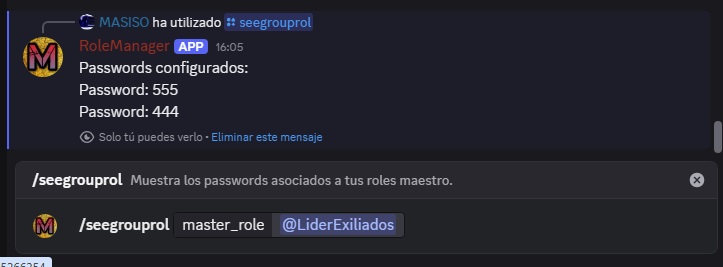 MASISO ha utilizado seegrouprol
RoleManager APP 16:05
Passwords configurados:
Password: 555
Password: 444
Solo tú puedes verlo • Eliminar este mensaje
/seegrouprol Muestra los passwords asociados a tus roles maestro.
/seegrouprol master_role @LiderExiliados